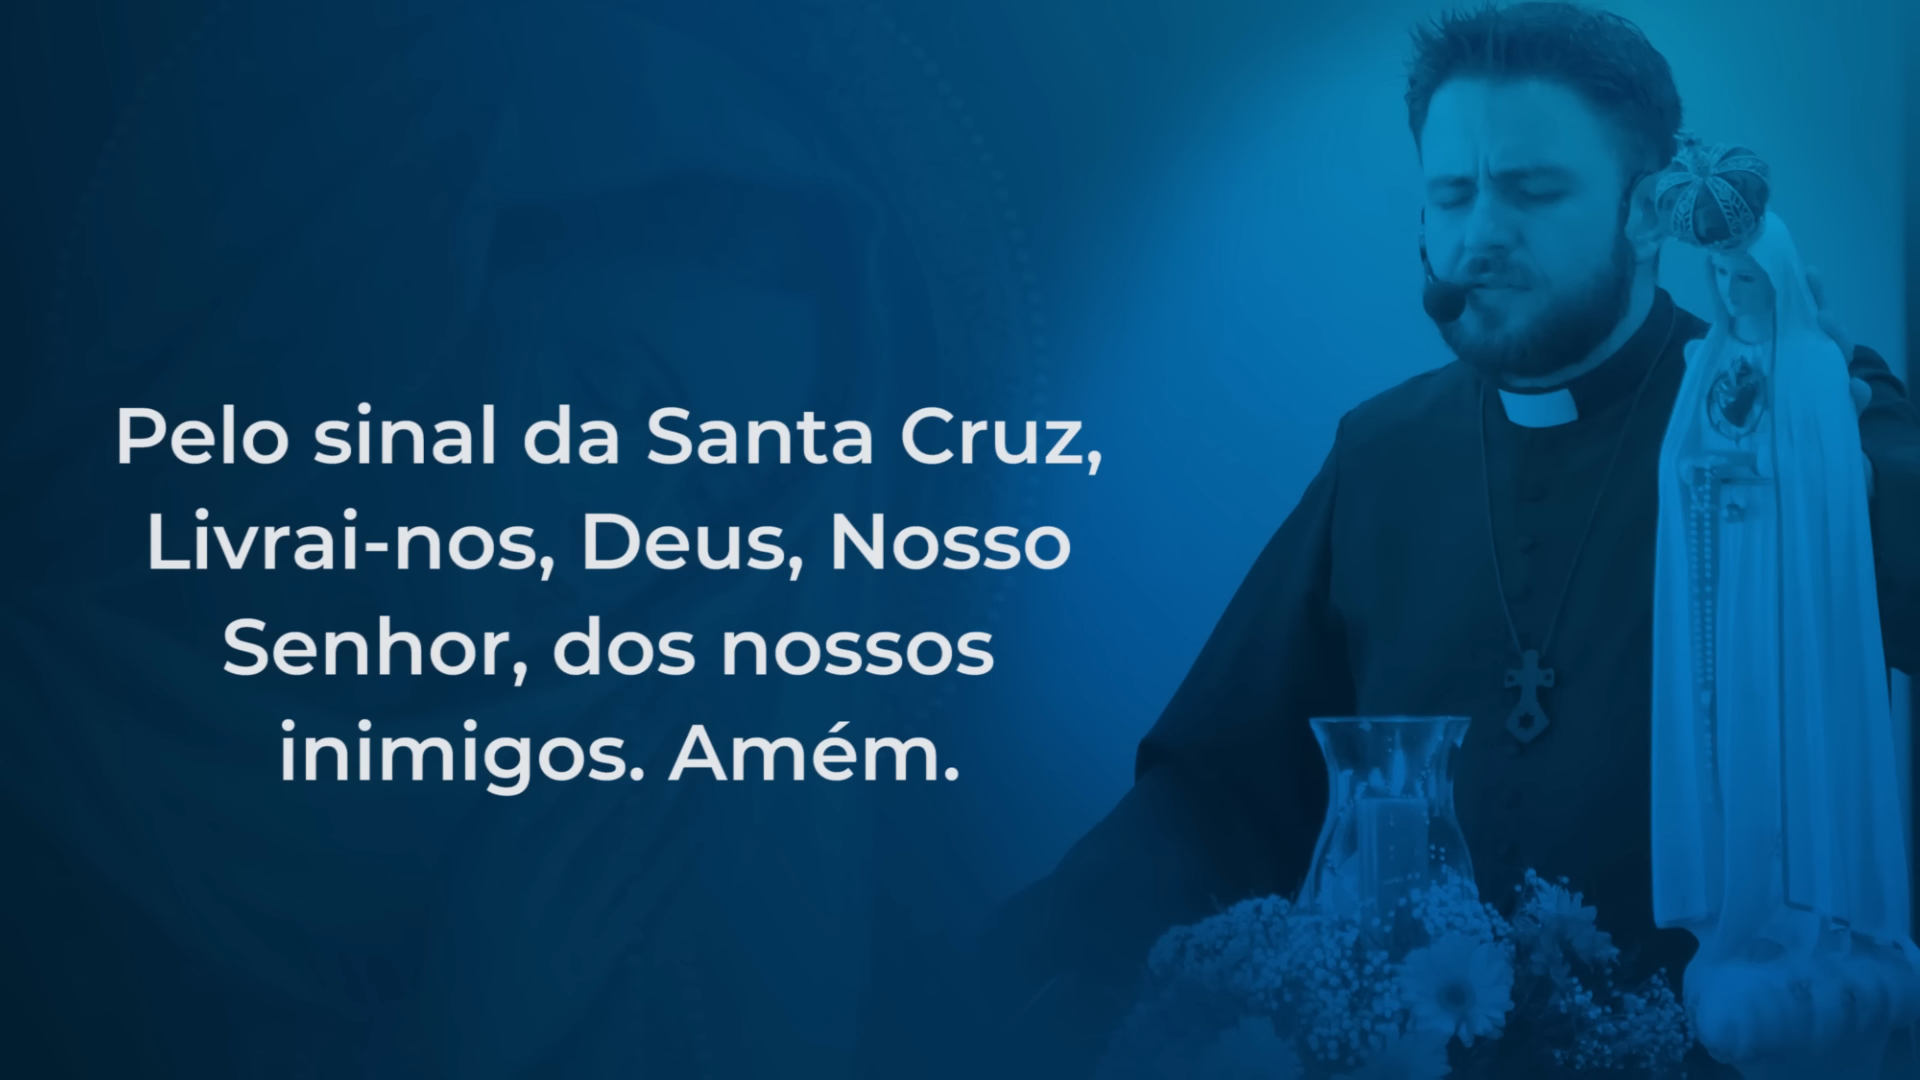 Pelo sinal da Santa Cruz,
Livrai-nos, Deus, Nosso
Senhor, dos nossos
inimigos. Amém.